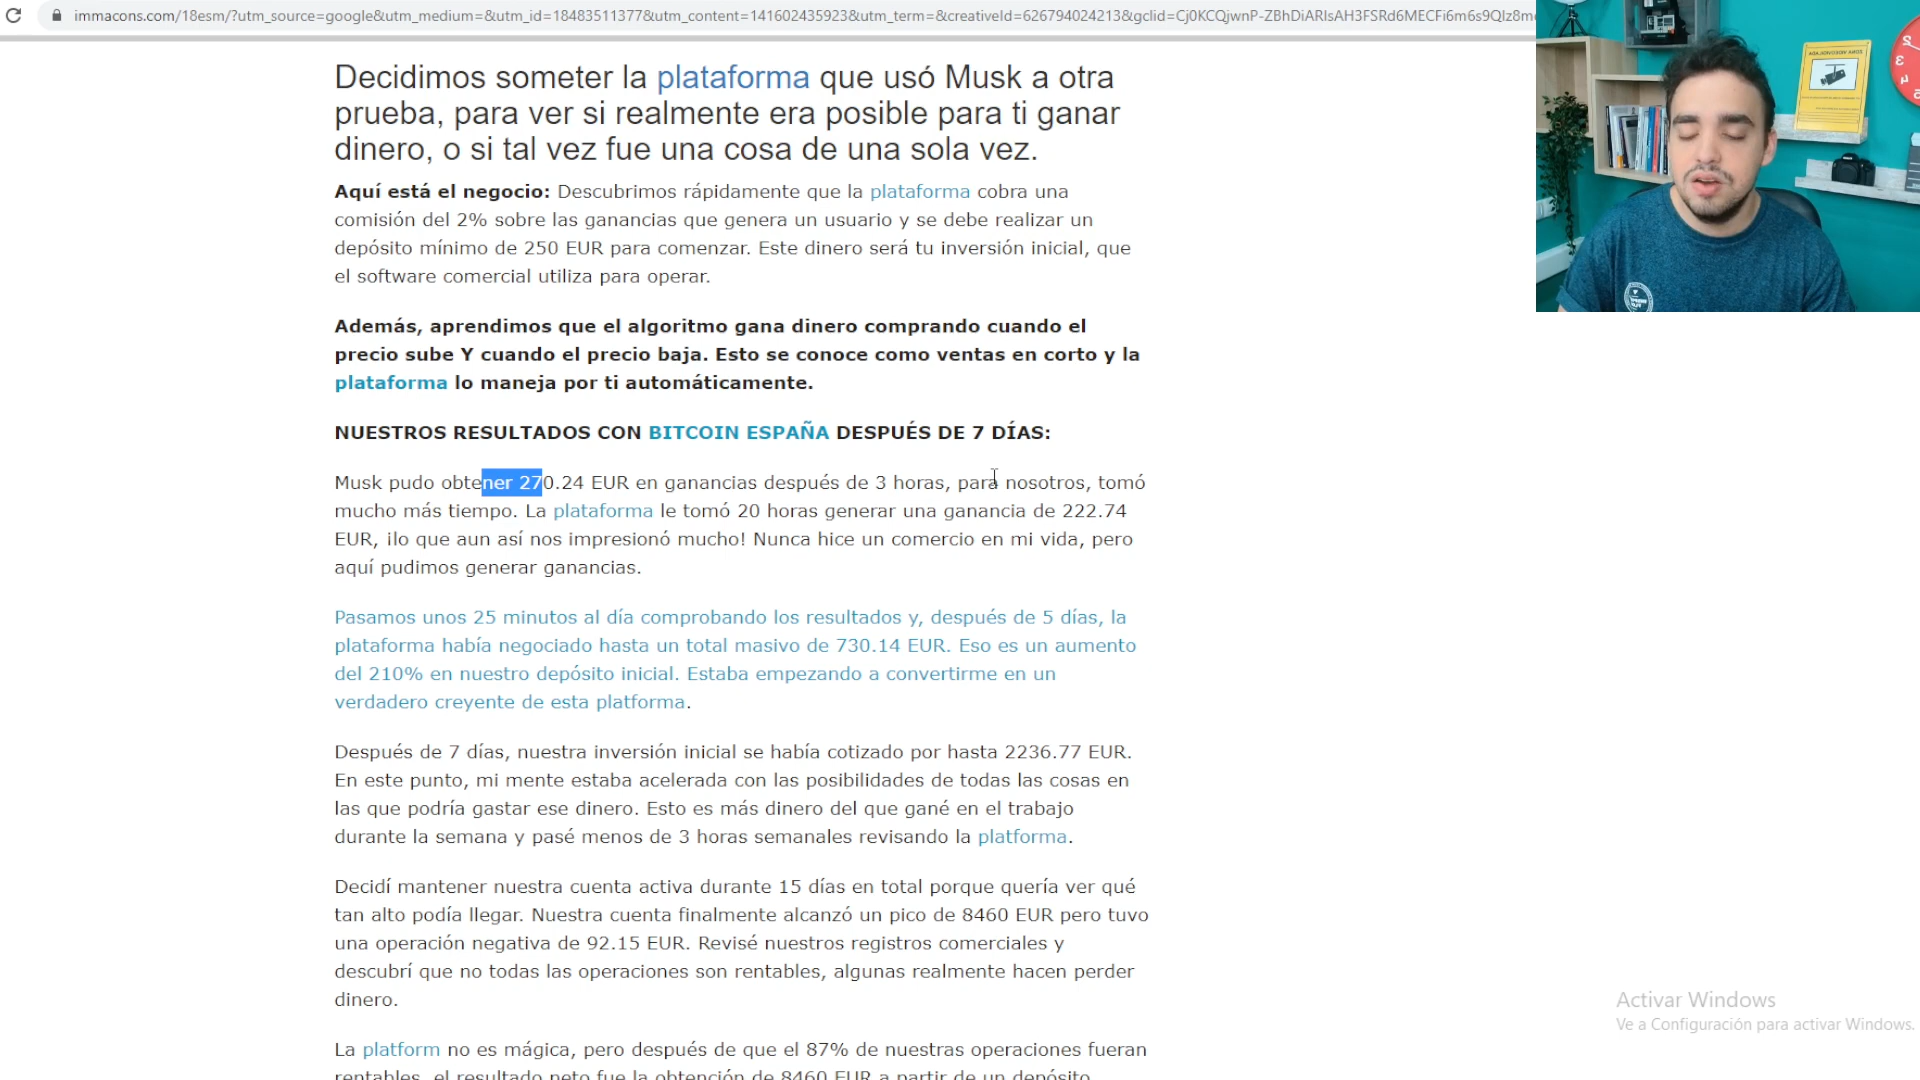 immacons.com/18esm/?utm_source=google&utm_medium=&utm_id=18483511377&utm_content=141602435923&utm_term=&creativeId=626794024213&gclid=Cj0KCQjwnP-ZBhDiARIsAH3FSRd6MECFi6m6s9Qlz8m
Decidimos someter la plataforma que usó Musk a otra
prueba, para ver si realmente era posible para ti ganar
dinero, o si tal vez fue una cosa de una sola vez.
Aquí está el negocio: Descubrimos rápidamente que la plataforma cobra una
comisión del 2% sobre las ganancias que genera un usuario y se debe realizar un
depósito mínimo de 250 EUR para comenzar. Este dinero será tu inversión inicial, que
el software comercial utiliza para operar.
Además, aprendimos que el algoritmo gana dinero comprando cuando el
precio sube Y cuando el precio baja. Esto se conoce como ventas en corto y la
plataforma lo maneja por ti automáticamente.
NUESTROS RESULTADOS CON BITCOIN ESPAÑA DESPUÉS DE 7 DÍAS:
Musk pudo obtener 270.24 EUR en ganancias después de 3 horas, para nosotros, tomó
mucho más tiempo. La plataforma le tomó 20 horas generar una ganancia de 222.74
EUR, ¡lo que aun así nos impresionó mucho! Nunca hice un comercio en mi vida, pero
aquí pudimos generar ganancias.
Pasamos unos 25 minutos al día comprobando los resultados y, después de 5 días, la
plataforma había negociado hasta un total masivo de 730.14 EUR. Eso es un aumento
del 210% en nuestro depósito inicial. Estaba empezando a convertirme en un
verdadero creyente de esta platforma.
Después de 7 días, nuestra inversión inicial se había cotizado por hasta 2236.77 EUR.
En este punto, mi mente estaba acelerada con las posibilidades de todas las cosas en
las que podría gastar ese dinero. Esto es más dinero del que gané en el trabajo
durante la semana y pasé menos de 3 horas semanales revisando la platforma.
Decidí mantener nuestra cuenta activa durante 15 días en total porque quería ver qué
tan alto podía llegar. Nuestra cuenta finalmente alcanzó un pico de 8460 EUR pero tuvo
una operación negativa de 92.15 EUR. Revisé nuestros registros comerciales y
descubrí que no todas las operaciones son rentables, algunas realmente hacen perder
dinero.
La platform no es mágica, pero después de que el 87% de nuestras operaciones fueran
rentables, el resultado neto fue la obtención de 8460 EUR a partir de un depósito
Activar Windows
Ve a Configuración para activar Windows.